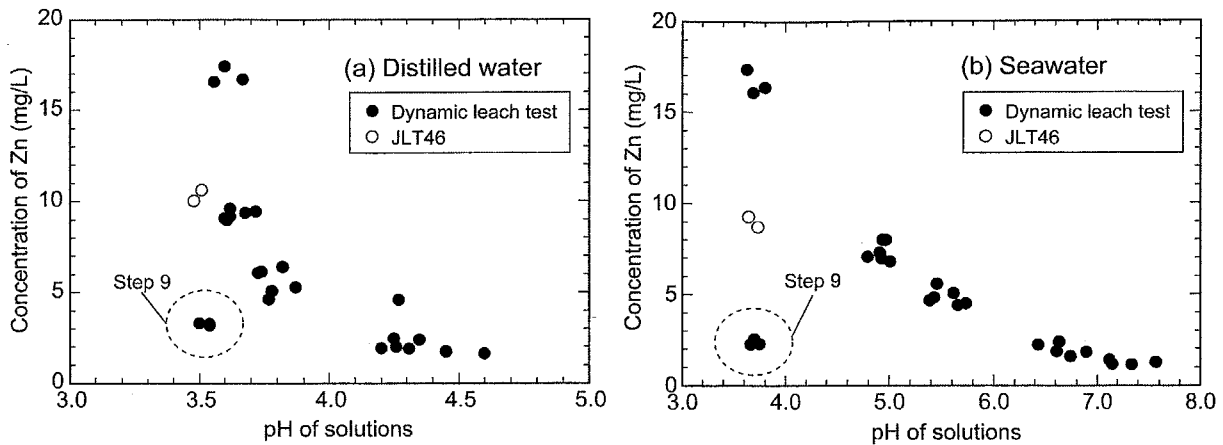 20
15
10
5
0
Concentration of Zn (mg/L)
(a) Distilled water
Dynamic leach test
JLT46
Step 9
3.0 3.5 4.0 4.5 5.0
pH of solutions
20
15
10
5
0
Concentration of Zn (mg/L)
(b) Seawater
Dynamic leach test
JLT46
Step 9
3.0 4.0 5.0 6.0 7.0 8.0
pH of solutions